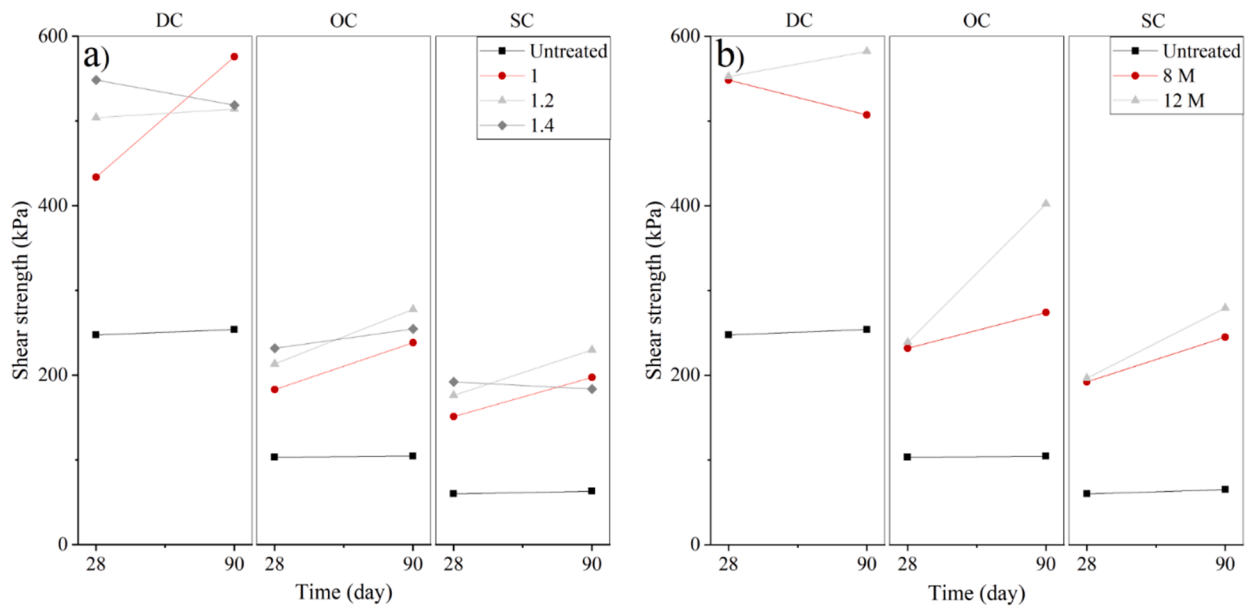 DC OC SC
a)
Untreated
1
1.2
1.4
600
400
200
0
Shear strength (kPa)
28 90 28 90 28 90
Time (day)
DC OC SC
b)
Untreated
8 M
12 M
600
400
200
0
Shear strength (kPa)
28 90 28 90 28 90
Time (day)